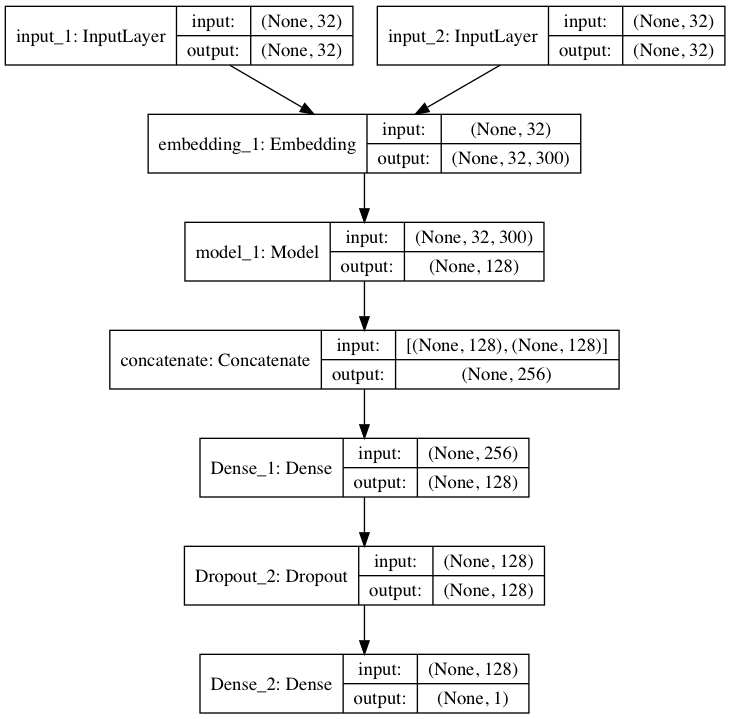 input_1: InputLayer input: (None, 32) output: (None, 32)
input_2: InputLayer input: (None, 32) output: (None, 32)
embedding_1: Embedding input: (None, 32) output: (None, 32, 300)
model_1: Model input: (None, 32, 300) output: (None, 128)
concatenate: Concatenate input: [(None, 128), (None, 128)] output: (None, 256)
Dense_1: Dense input: (None, 256) output: (None, 128)
Dropout_2: Dropout input: (None, 128) output: (None, 128)
Dense_2: Dense input: (None, 128) output: (None, 1)